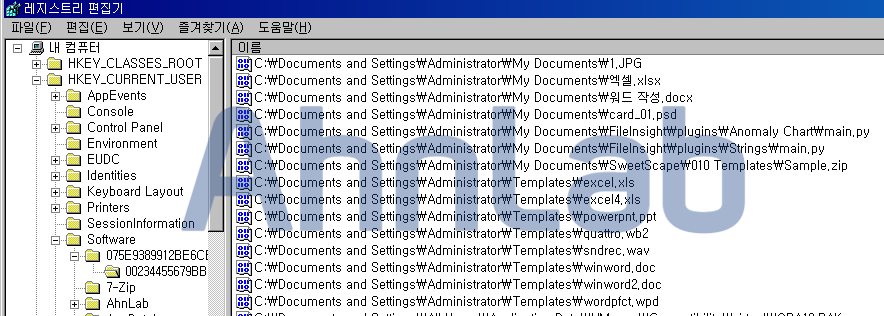 레지스트리 편집기
파일(F) 편집(E) 보기(V) 즐겨찾기(A) 도움말(H)
내 컴퓨터
HKEY_CLASSES_ROOT
HKEY_CURRENT_USER
AppEvents
Console
Control Panel
Environment
EUDC
Identities
Keyboard Layout
Printers
SessionInformation
Software
075E9389912BE6CE
00234455679BB
7-Zip
AhnLab
이름
C:₩Documents and Settings₩Administrator₩My Documents₩1.JPG
C:₩Documents and Settings₩Administrator₩My Documents₩엑셀.xlsx
C:₩Documents and Settings₩Administrator₩My Documents₩워드 작성.docx
C:₩Documents and Settings₩Administrator₩My Documents₩card_01.psd
C:₩Documents and Settings₩Administrator₩My Documents₩FileInsight₩plugins₩Anomaly Chart₩main.py
C:₩Documents and Settings₩Administrator₩My Documents₩FileInsight₩plugins₩Strings₩main.py
C:₩Documents and Settings₩Administrator₩My Documents₩SweetScape₩010 Templates₩Sample.zip
C:₩Documents and Settings₩Administrator₩Templates₩excel.xls
C:₩Documents and Settings₩Administrator₩Templates₩excel4.xls
C:₩Documents and Settings₩Administrator₩Templates₩powerpnt.ppt
C:₩Documents and Settings₩Administrator₩Templates₩quattro.wb2
C:₩Documents and Settings₩Administrator₩Templates₩sndrec.wav
C:₩Documents and Settings₩Administrator₩Templates₩winword.doc
C:₩Documents and Settings₩Administrator₩Templates₩winword2.doc
C:₩Documents and Settings₩Administrator₩Templates₩wordpfct.wpd
AhnLab